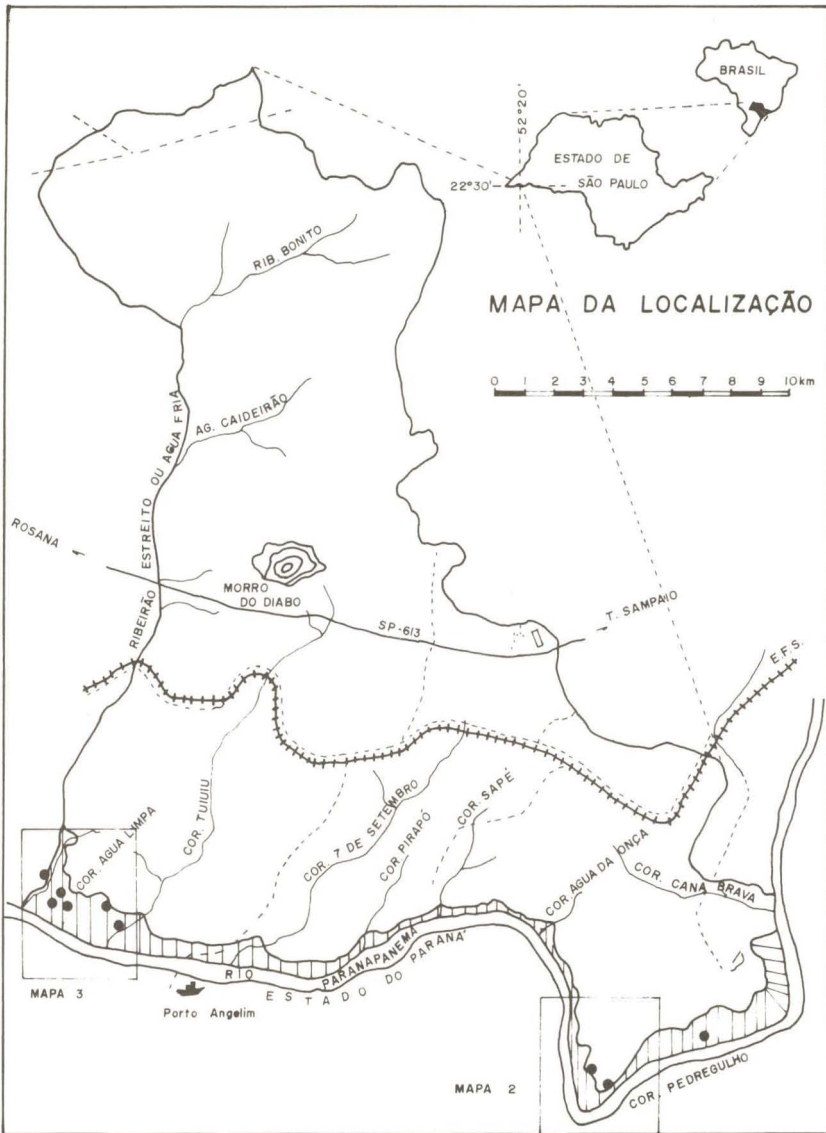 BRASIL
52°20'
ESTADO DE
SÃO PAULO
22°30'
RIB. BONITO
MAPA DA LOCALIZAÇÃO
0 1 2 3 4 5 6 7 8 9 10 km
AG. CAIDEIRÃO
RIBEIRÃO ESTREITO OU AGUA FRIA
ROSANA
MORRO
DO DIABO
SP-613
T. SAMPAIO
E.F.S.
COR. AGUA LIMPA
COR. TUIUIU
COR. 7 DE SETEMBRO
COR. PIRAPÓ
COR. SAPÉ
COR. AGUA DA ONÇA
COR. CANA BRAVA
RIO PARANAPANEMA
ESTADO DO PARANÁ
MAPA 3
Porto Angelim
MAPA 2
COR. PEDREGULHO